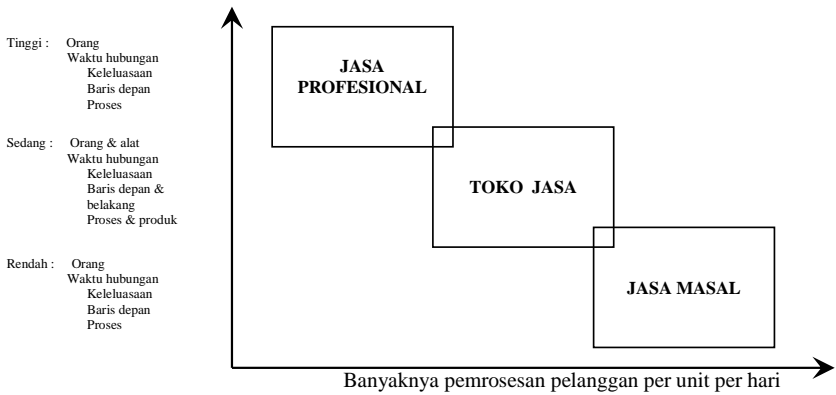 Tinggi : Orang
Waktu hubungan
Keleluasaan
Baris depan
Proses
Sedang : Orang & alat
Waktu hubungan
Keleluasaan
Baris depan &
belakang
Proses & produk
Rendah : Orang
Waktu hubungan
Keleluasaan
Baris depan
Proses
JASA
PROFESIONAL
TOKO JASA
JASA MASAL
Banyaknya pemrosesan pelanggan per unit per hari